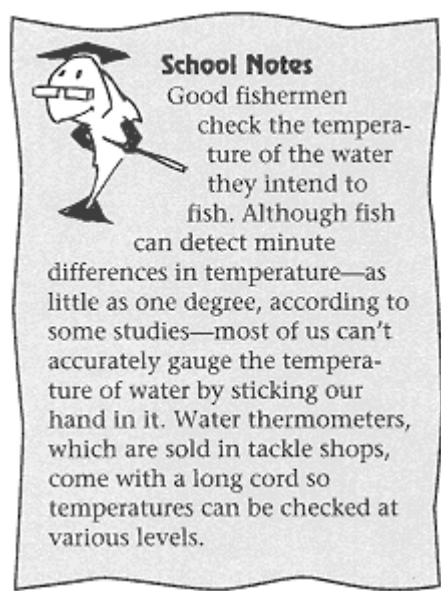 School Notes
Good fishermen
check the tempera-
ture of the water
they intend to
fish. Although fish
can detect minute
differences in temperature—as
little as one degree, according to
some studies—most of us can't
accurately gauge the tempera-
ture of water by sticking our
hand in it. Water thermometers,
which are sold in tackle shops,
come with a long cord so
temperatures can be checked at
various levels.